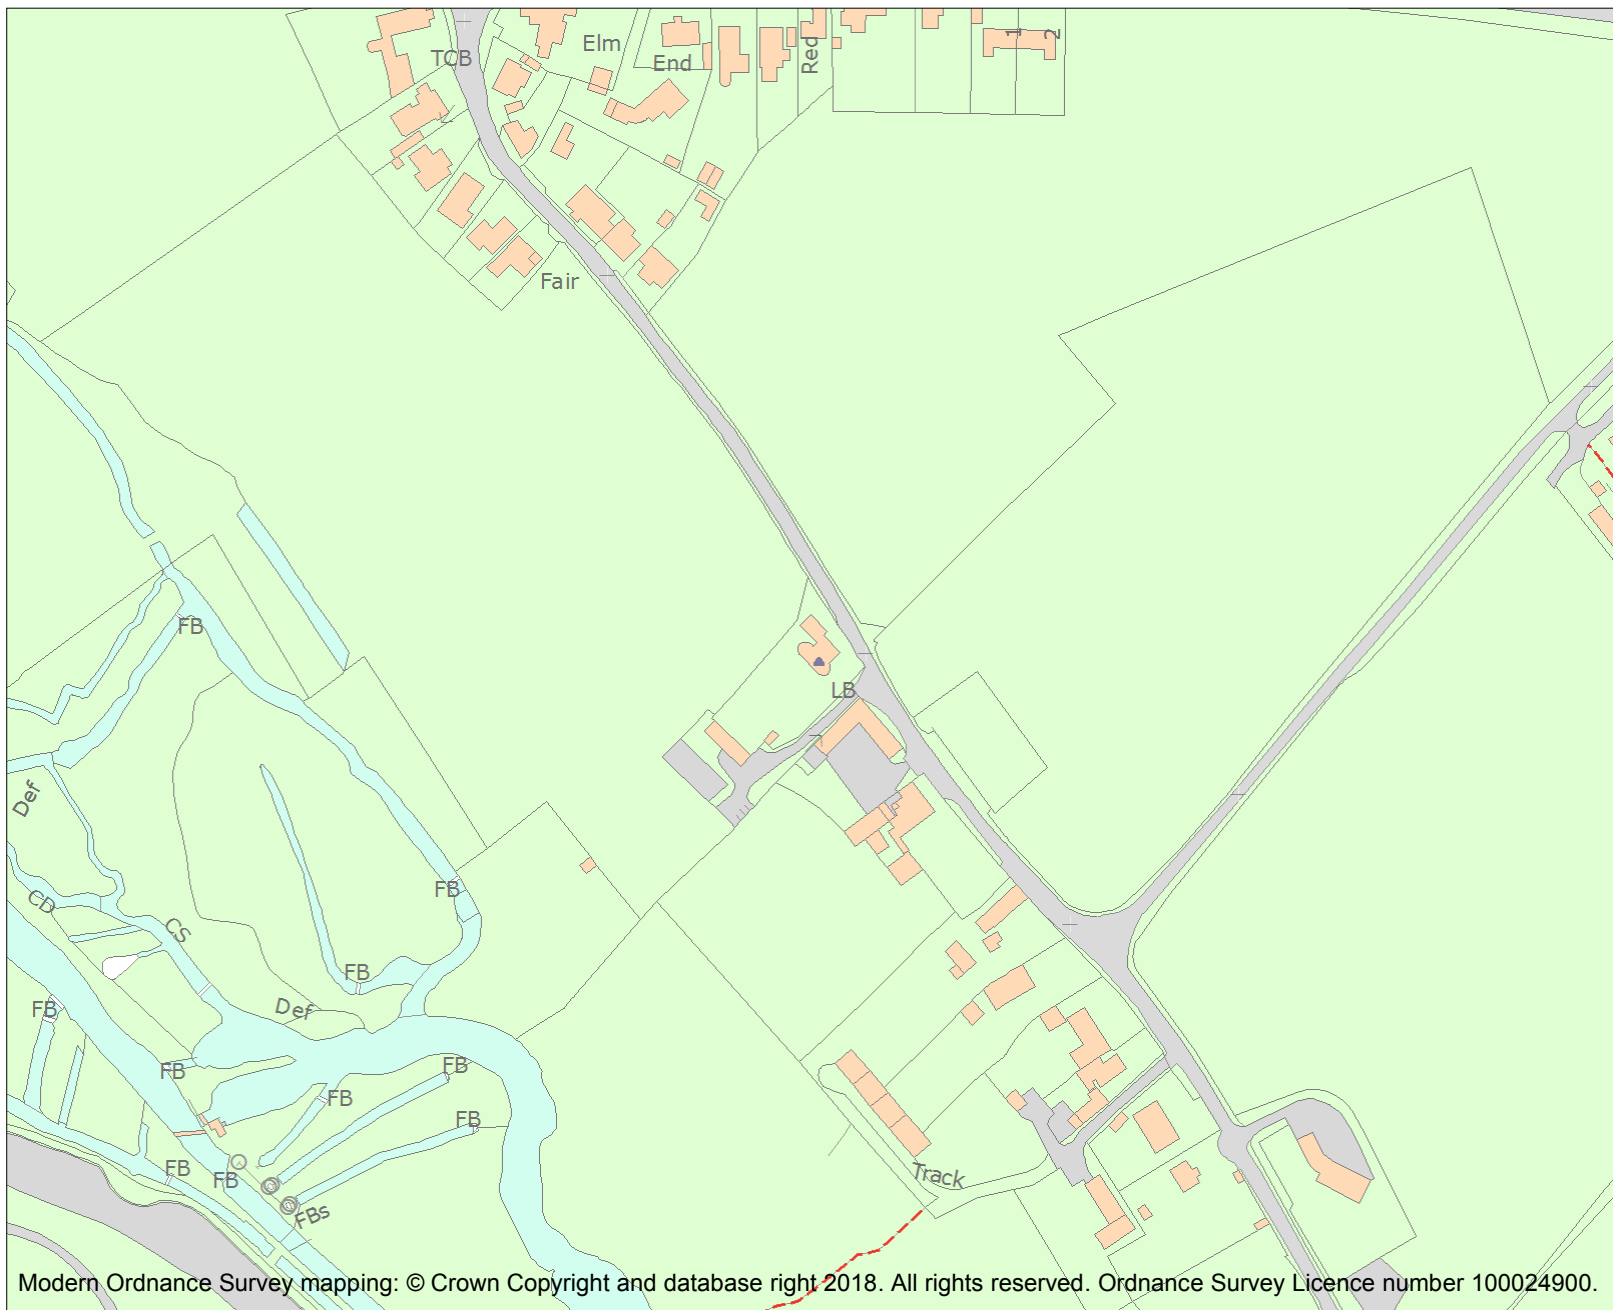 TCB
Elm
End
Red
1
2
Fair
FB
LB
Def
FB
CD
CS
FB
FB
Def
FB
FB
FB
FB
FB
FB
FBs
Track
Modern Ordnance Survey mapping: © Crown Copyright and database right 2018. All rights reserved. Ordnance Survey Licence number 100024900.